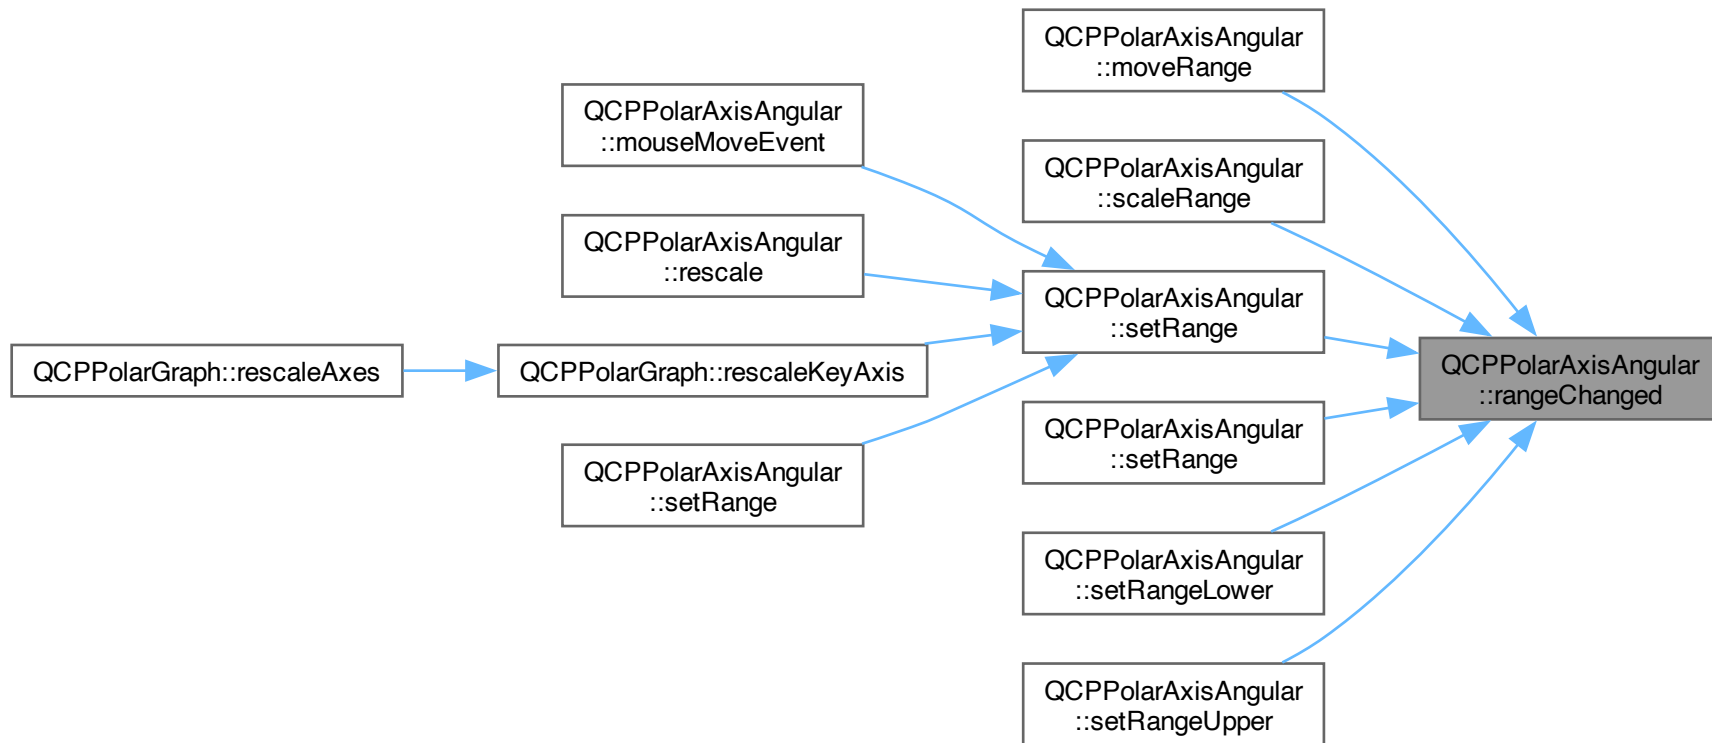 QCPPolarAxisAngular
::moveRange
QCPPolarAxisAngular
::mouseMoveEvent
QCPPolarAxisAngular
::scaleRange
QCPPolarAxisAngular
::rescale
QCPPolarAxisAngular
::setRange
QCPPolarGraph::rescaleAxes
QCPPolarGraph::rescaleKeyAxis
QCPPolarAxisAngular
::rangeChanged
QCPPolarAxisAngular
::setRange
QCPPolarAxisAngular
::setRange
QCPPolarAxisAngular
::setRangeLower
QCPPolarAxisAngular
::setRangeUpper